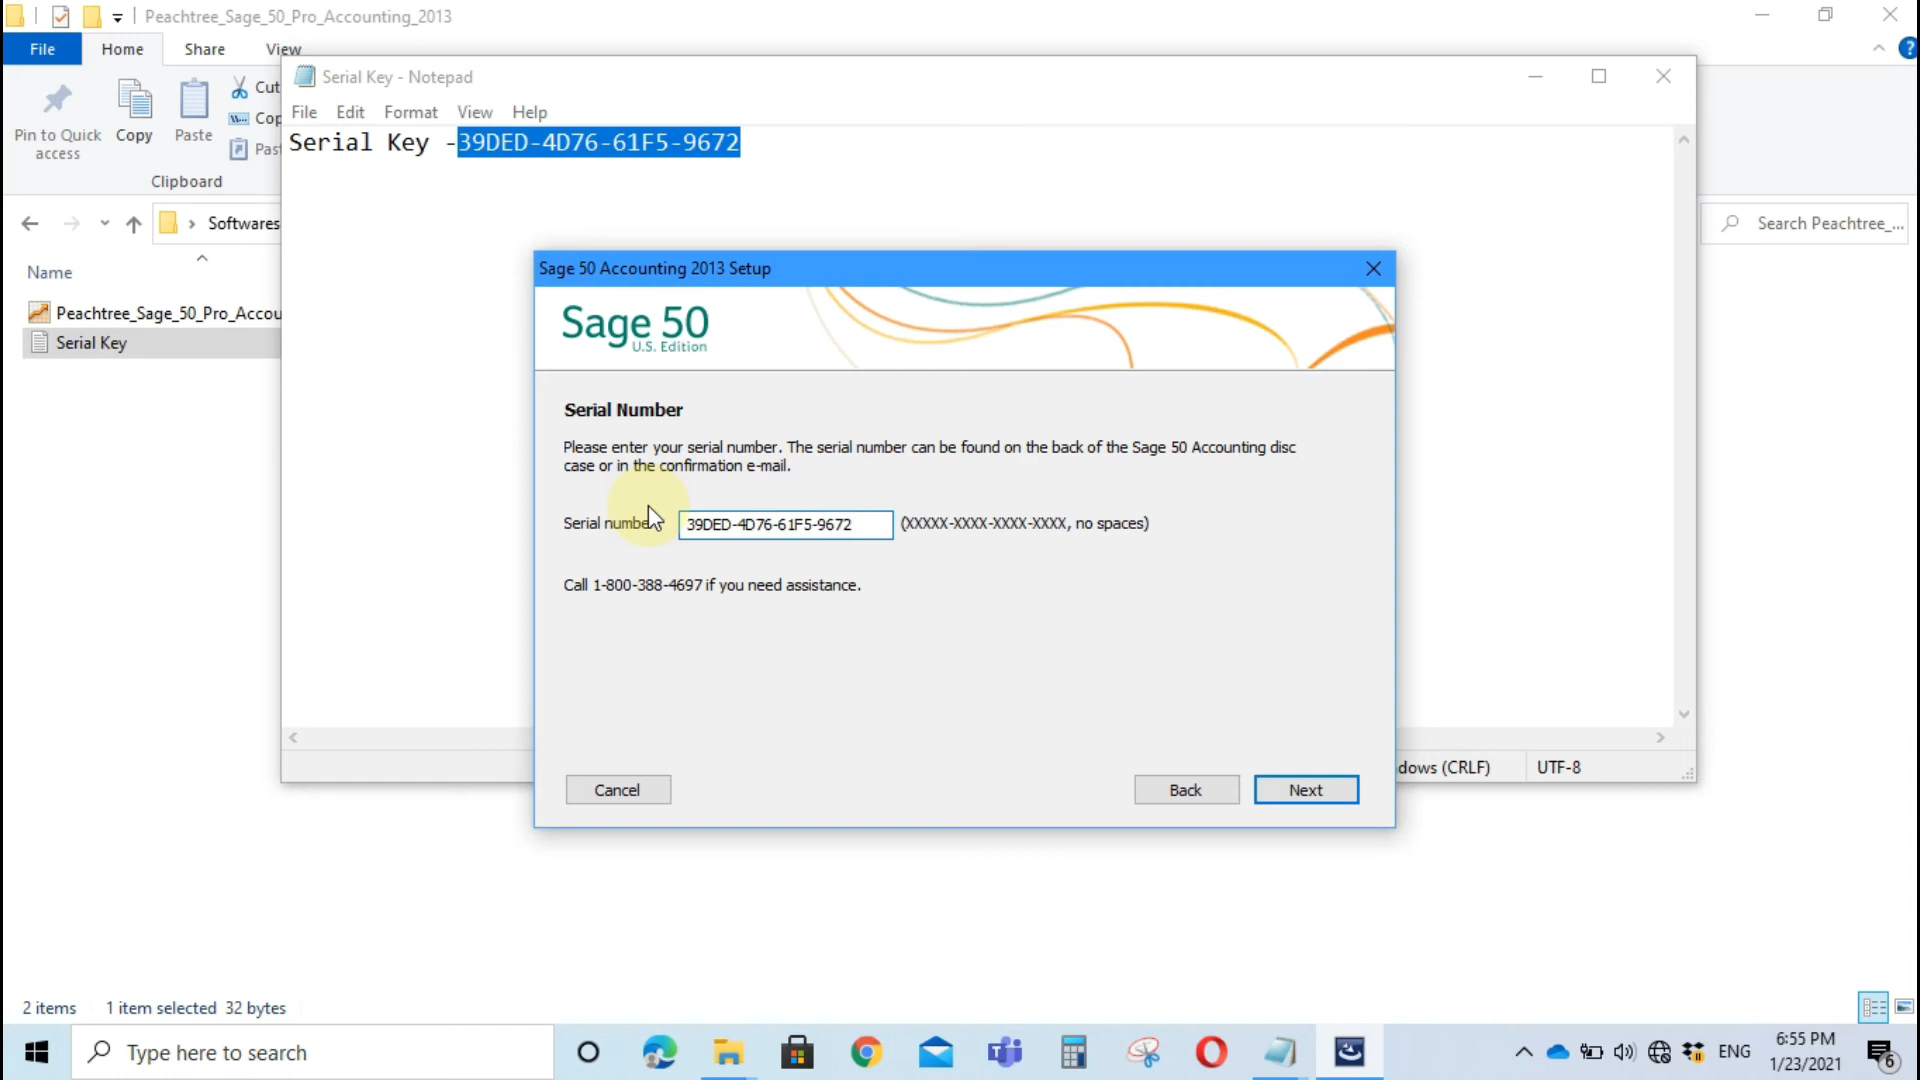 Peachtree_Sage_50_Pro_Accounting_2013
File Home Share View
Pin to Quick access
Copy
Paste
Cut
Clipboard
Softwares
Search Peachtree_...
Name
Peachtree_Sage_50_Pro_Accou
Serial Key
Serial Key - Notepad
File Edit Format View Help
Serial Key -39DED-4D76-61F5-9672
Sage 50 Accounting 2013 Setup
Sage 50
U.S. Edition
Serial Number
Please enter your serial number. The serial number can be found on the back of the Sage 50 Accounting disc
case or in the confirmation e-mail.
Serial number 39DED-4D76-61F5-9672 (XXXXX-XXXX-XXXX-XXXX, no spaces)
Call 1-800-388-4697 if you need assistance.
Cancel Back Next
dows (CRLF) UTF-8
2 items 1 item selected 32 bytes
Type here to search
ENG
6:55 PM
1/23/2021
6